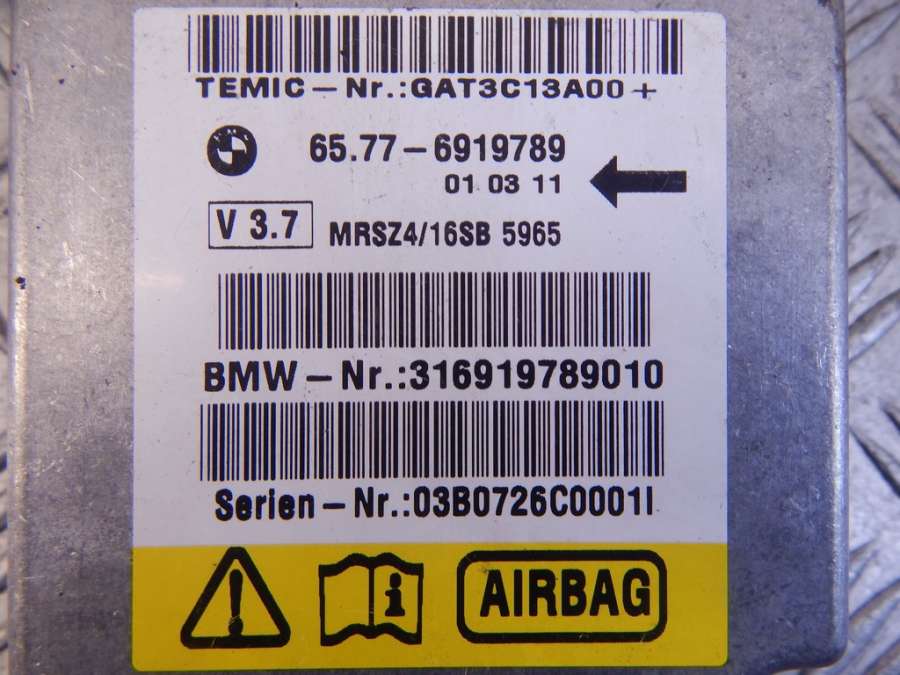 TEMIC-Nr.:GAT3C13A00+
65.77-6919789
01 03 11
V 3.7
MRSZ4/16SB 5965
BMW-Nr.:316919789010
Serien-Nr.:03B0726C0001I
i
AIRBAG